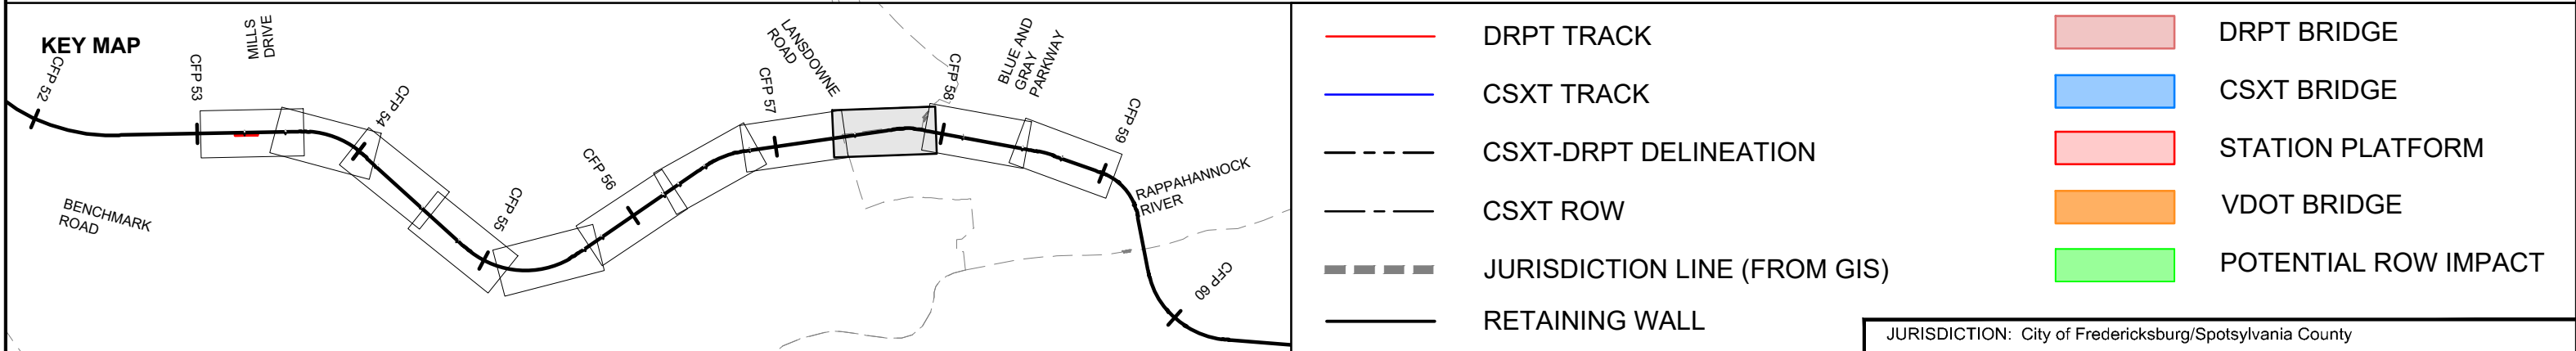 KEY MAP
CFP 52
CFP 53
MILLS
DRIVE
CFP 54
BENCHMARK
ROAD
CFP 55
CFP 56
CFP 57
LANSDOWNE
ROAD
CFP 58
BLUE AND
GRAY
PARKWAY
CFP 59
RAPPAHANNOCK
RIVER
CFP 60
DRPT TRACK
CSXT TRACK
CSXT-DRPT DELINEATION
CSXT ROW
JURISDICTION LINE (FROM GIS)
RETAINING WALL
DRPT BRIDGE
CSXT BRIDGE
STATION PLATFORM
VDOT BRIDGE
POTENTIAL ROW IMPACT
JURISDICTION: City of Fredericksburg/Spotsylvania County